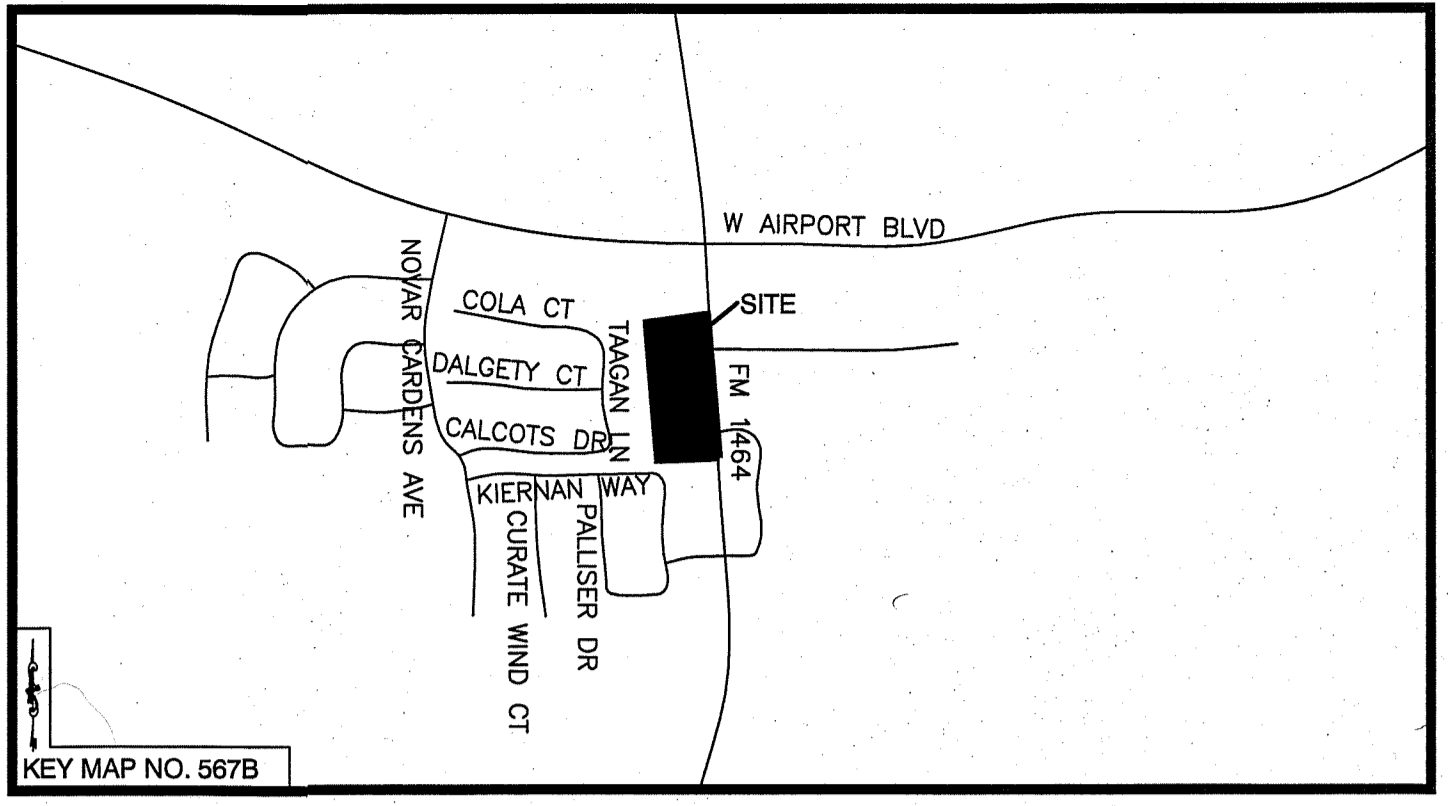 W AIRPORT BLVD
NOVAR CARDENS AVE
COLA CT
SITE
TAAGAN LN
DALGETY CT
FM 1464
CALCOTS DR
KIERNAN WAY
CURATE WIND CT
PALLISER DR
KEY MAP NO. 567B